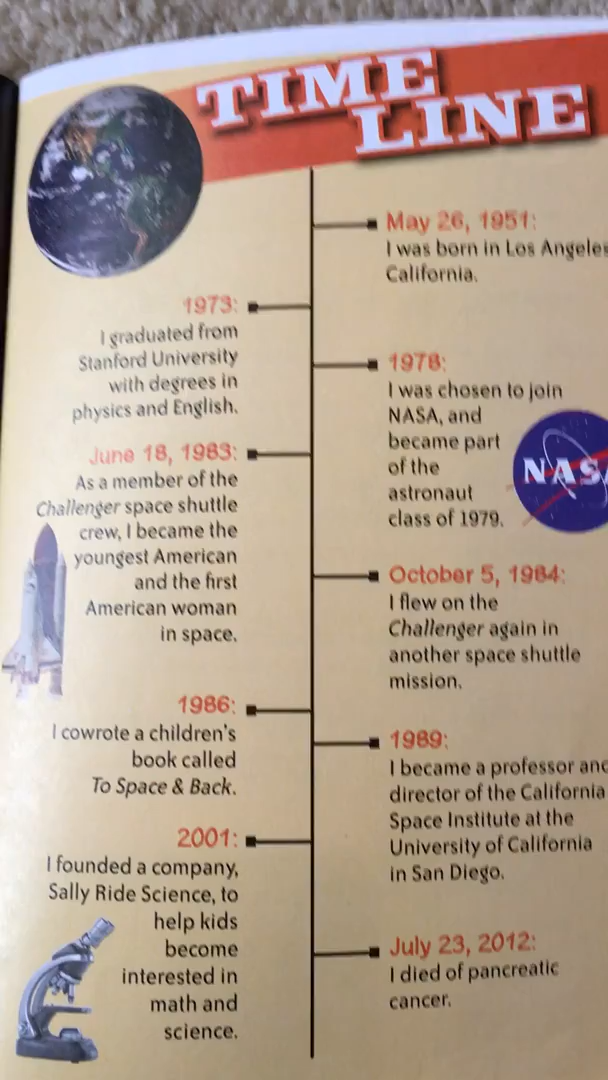 TIME
LINE
May 26, 1951:
I was born in Los Angeles
California.
1973:
I graduated from
Stanford University
with degrees in
physics and English.
1978:
I was chosen to join
NASA, and
became part
of the
astronaut
class of 1979.
NASA
June 18, 1983:
As a member of the
Challenger space shuttle
crew, I became the
youngest American
and the first
American woman
in space.
October 5, 1984:
I flew on the
Challenger again in
another space shuttle
mission.
1986:
I cowrote a children's
book called
To Space & Back.
1989:
I became a professor and
director of the California
Space Institute at the
University of California
in San Diego.
2001:
I founded a company,
Sally Ride Science, to
help kids
become
interested in
math and
science.
July 23, 2012:
I died of pancreatic
cancer.